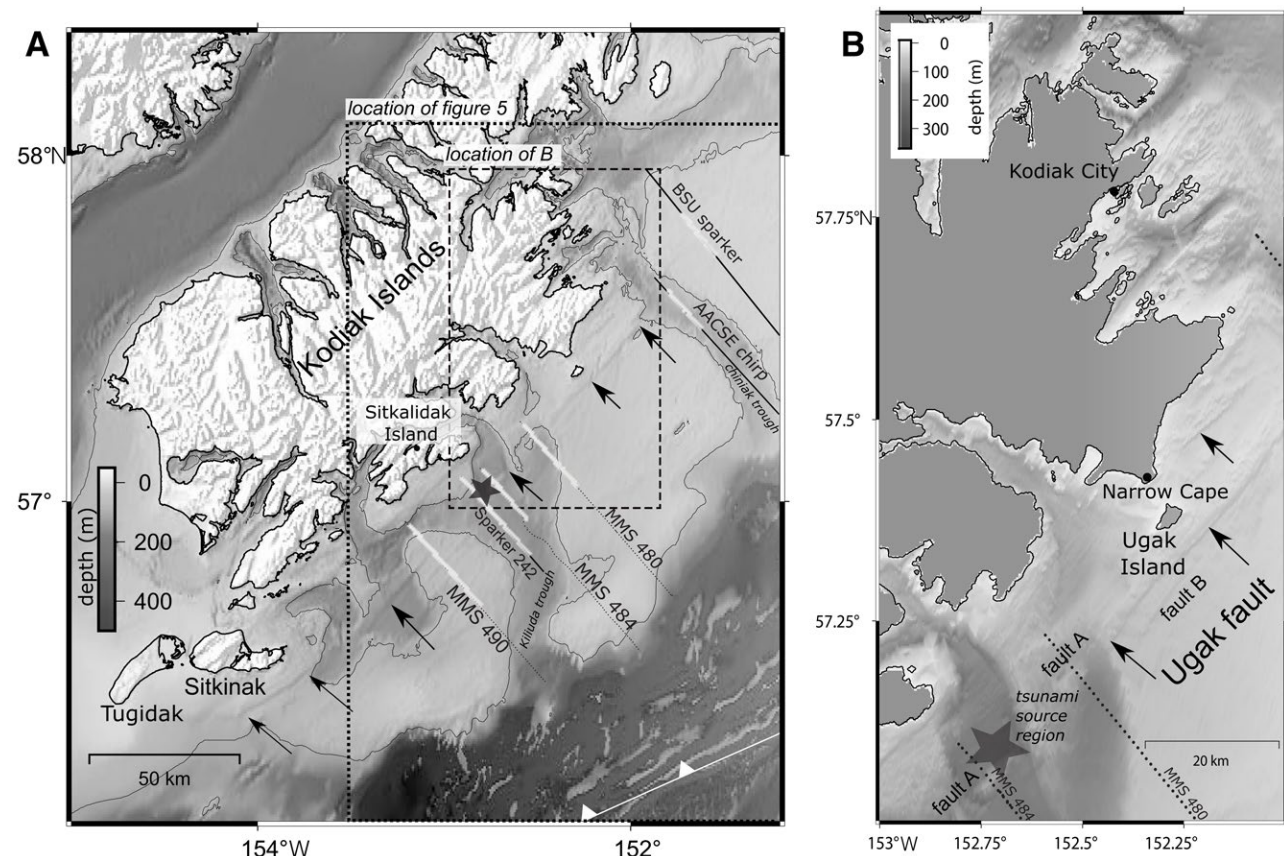 A
location of figure 5
58°N
location of B
BSU sparker
AACSE chirp
chiniak trough
Kodiak Islands
Sitkalidak
Island
57°
0
200
400
depth (m)
Sparker 242
MMS 480
MMS 484
MMS 490
Kiliuda trough
Sitkinak
Tugidak
50 km
154°W
152°
B
0
100
200
300
depth (m)
Kodiak City
57.75°N
57.5°
Narrow Cape
Ugak
Island
fault B
Ugak fault
57.25°
fault A
tsunami
source
region
fault A
MMS 484
MMS 480
20 km
153°W
152.75°
152.5°
152.25°